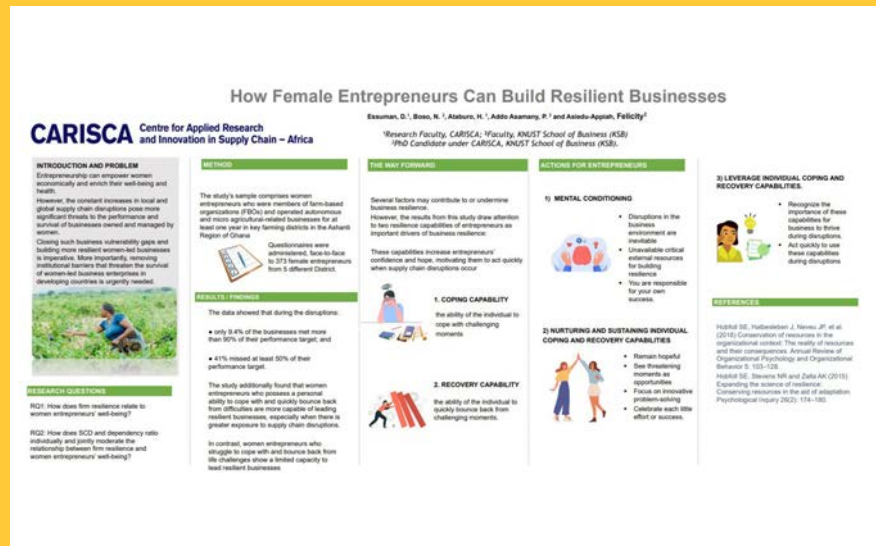 How Female Entrepreneurs Can Build Resilient Businesses
Essuman, D.¹, Boso, N. ², Ataburo, H. ¹, Addo Asamany, P. ³ and Asiedu-Appiah, Felicity²
¹Research Faculty, CARISCA; ²Faculty, KNUST School of Business (KSB)
³PhD Candidate under CARISCA, KNUST School of Business (KSB).
CARISCA Centre for Applied Research
and Innovation in Supply Chain – Africa
INTRODUCTION AND PROBLEM
Entrepreneurship can empower women
economically and enrich their well-being and
health.
However, the constant increases in local and
global supply chain disruptions pose more
significant threats to the performance and
survival of businesses owned and managed by
women.
Closing such business vulnerability gaps and
building more resilient women-led businesses
is imperative. More importantly, removing
institutional barriers that threaten the survival
of women-led business enterprises in
developing countries is urgently needed.
RESEARCH QUESTIONS
RQ1: How does firm resilience relate to
women entrepreneurs' well-being?
RQ2: How does SCD and dependency ratio
individually and jointly moderate the
relationship between firm resilience and
women entrepreneurs' well-being?
METHOD
The study's sample comprises women
entrepreneurs who were members of farm-based
organizations (FBOs) and operated autonomous
and micro agricultural-related businesses for at
least one year in key farming districts in the Ashanti
Region of Ghana
Questionnaires were
administered, face-to-face
to 373 female entrepreneurs
from 5 different District.
RESULTS / FINDINGS
The data showed that during the disruptions:
● only 9.4% of the businesses met more
than 90% of their performance target; and
● 41% missed at least 50% of their
performance target.
The study additionally found that women
entrepreneurs who possess a personal
ability to cope with and quickly bounce back
from difficulties are more capable of leading
resilient businesses, especially when there is
greater exposure to supply chain disruptions.
In contrast, women entrepreneurs who
struggle to cope with and bounce back from
life challenges show a limited capacity to
lead resilient businesses
THE WAY FORWARD
Several factors may contribute to or undermine
business resilience.
However, the results from this study draw attention
to two resilience capabilities of entrepreneurs as
important drivers of business resilience:
These capabilities increase entrepreneurs'
confidence and hope, motivating them to act quickly
when supply chain disruptions occur
1. COPING CAPABILITY
the ability of the individual to
cope with challenging
moments
2. RECOVERY CAPABILITY
the ability of the individual to
quickly bounce back from
challenging moments.
ACTIONS FOR ENTREPRENEURS
1) MENTAL CONDITIONING
• Disruptions in the
business
environment are
inevitable
• Unavailable critical
external resources
for building
resilience
• You are responsible
for your own
success.
2) NURTURING AND SUSTAINING INDIVIDUAL
COPING AND RECOVERY CAPABILITIES
• Remain hopeful
• See threatening
moments as
opportunities
• Focus on innovative
problem-solving
• Celebrate each little
effort or success.
3) LEVERAGE INDIVIDUAL COPING AND
RECOVERY CAPABILITIES.
• Recognize the
importance of these
capabilities for
business to thrive
during disruptions
• Act quickly to use
these capabilities
during disruptions
REFERENCES
Hobfoll SE, Halbesleben J, Neveu JP, et al.
(2018) Conservation of resources in the
organizational context: The reality of resources
and their consequences. Annual Review of
Organizational Psychology and Organizational
Behavior 5: 103–128.
Hobfoll SE, Stevens NR and Zalta AK (2015)
Expanding the science of resilience:
Conserving resources in the aid of adaptation.
Psychological Inquiry 26(2): 174–180.